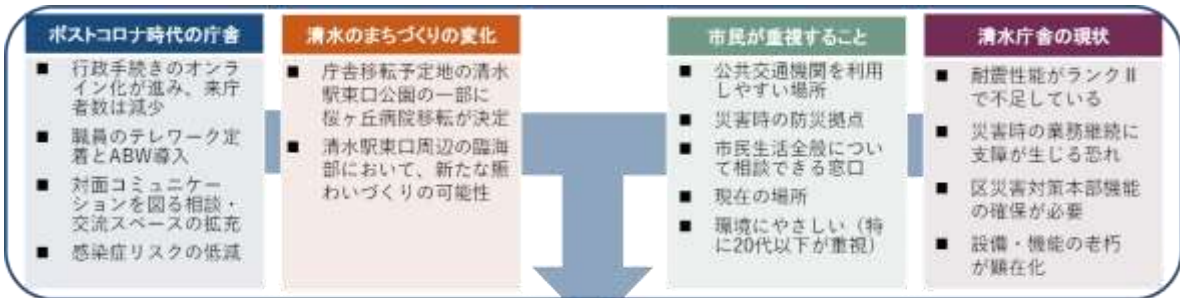 ポストコロナ時代の庁舎
■ 行政手続きのオンラ
イン化が進み、来庁
者数は減少
■ 職員のテレワーク定
着とABW導入
■ 対面コミュニケー
ションを図る相談・
交流スペースの拡充
■ 感染症リスクの低減
清水のまちづくりの変化
■ 庁舎移転予定地の清水
駅東口公園の一部に
桜ヶ丘病院移転が決定
■ 清水駅東口周辺の臨海
部において、新たな賑
わいづくりの可能性
市民が重視すること
■ 公共交通機関を利用
しやすい場所
■ 災害時の防災拠点
■ 市民生活全般につい
て相談できる窓口
■ 現在の場所
■ 環境にやさしい（特
に20代以下が重視）
清水庁舎の現状
■ 耐震性能がランクⅡ
で不足している
■ 災害時の業務継続に
支障が生じる恐れ
■ 区災害対策本部機能
の確保が必要
■ 設備・機能の老朽
が顕在化